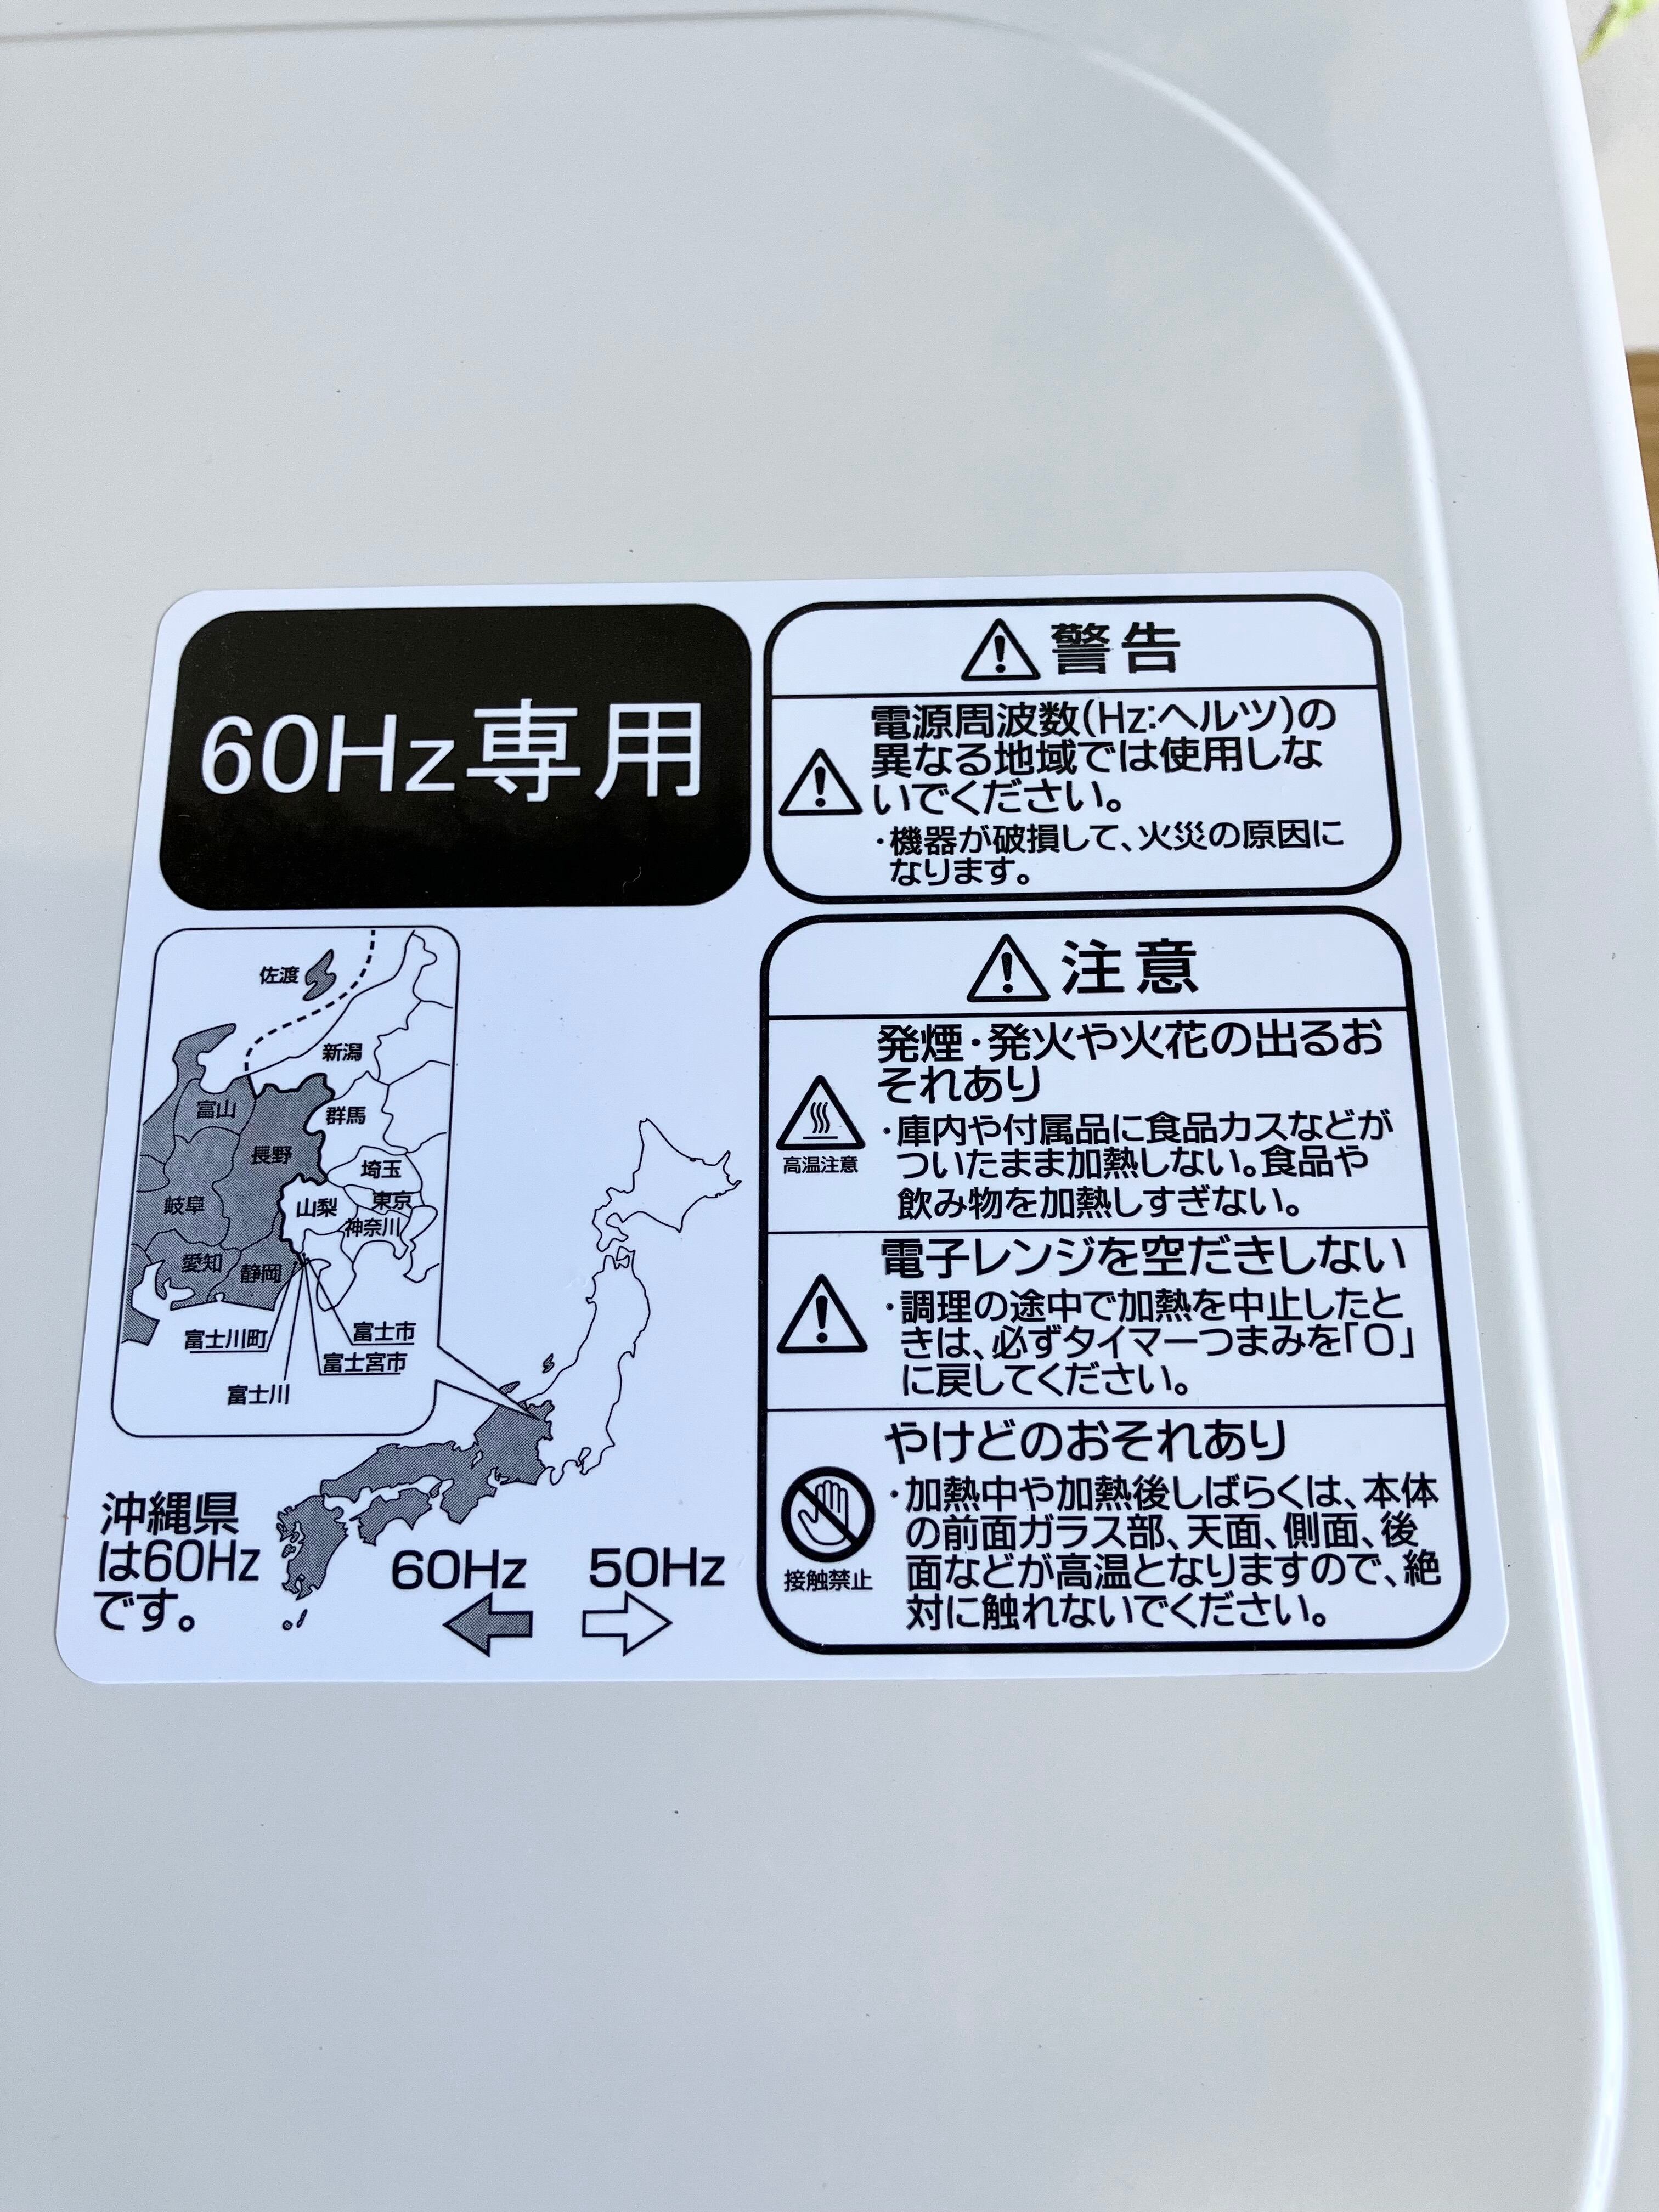 60Hz専用
警告
電源周波数(Hz:ヘルツ)の
異なる地域では使用しな
いでください。
・機器が破損して、火災の原因に
なります。
佐渡
新潟
富山
群馬
長野
埼玉
岐阜
山梨
東京
神奈川
愛知
静岡
富士川町
富士市
富士宮市
富士川
沖縄県
は60Hz
です。
60Hz
50Hz
注意
発煙・発火や火花の出るお
それあり
高温注意
・庫内や付属品に食品カスなどが
ついたまま加熱しない。食品や
飲み物を加熱しすぎない。
電子レンジを空だきしない
・調理の途中で加熱を中止したと
きは、必ずタイマーつまみを「0」
に戻してください。
やけどのおそれあり
接触禁止
・加熱中や加熱後しばらくは、本体
の前面ガラス部、天面、側面、後
面などが高温となりますので、絶
対に触れないでください。